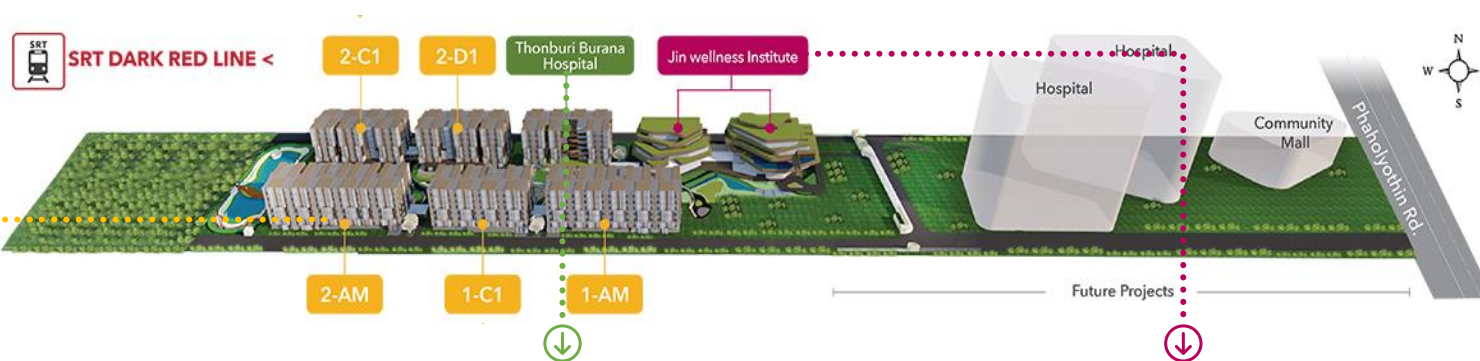 SRT
SRT DARK RED LINE <
2-C1
2-D1
Thonburi Burana
Hospital
Jin wellness Institute
Hospital
Hospital
Community
Mall
Phaholyothin Rd.
N
W
S
2-AM
1-C1
1-AM
Future Projects